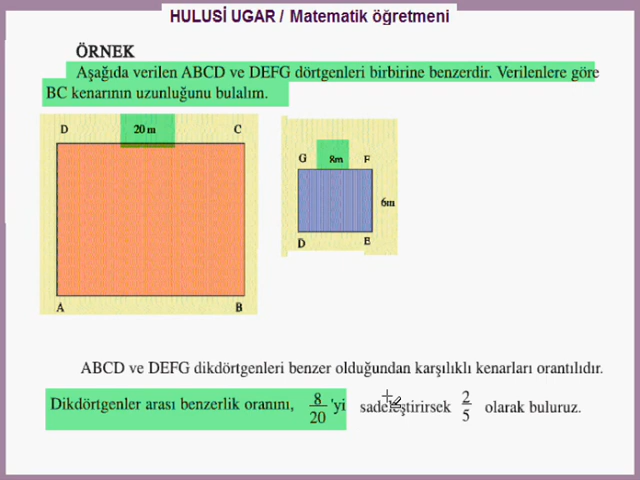 HULUSİ UGAR / Matematik öğretmeni
ÖRNEK
Aşağıda verilen ABCD ve DEFG dörtgenleri birbirine benzerdir. Verilenlere göre
BC kenarının uzunluğunu bulalım.
D 20 m C
G 8m F
6m
D E
A B
ABCD ve DEFG dikdörtgenleri benzer olduğundan karşılıklı kenarları orantılıdır.
Dikdörtgenler arası benzerlik oranını, 8/20 'yi sadeleştirirsek 2/5 olarak buluruz.